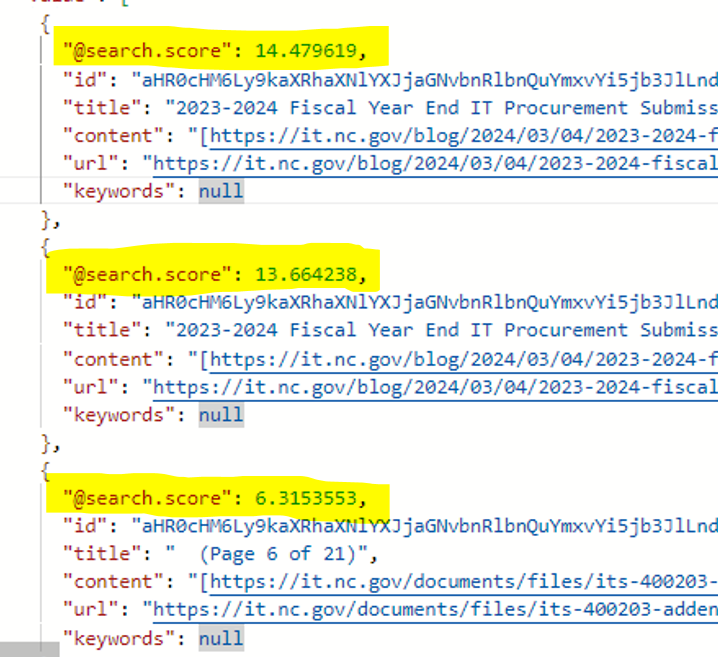 {
"@search.score": 14.479619,
"id": "aHR0cHM6Ly9kaXRhaXNlYXJjaGNvbnRlbnQuYmxvYi5jb3JlLnd
"title": "2023-2024 Fiscal Year End IT Procurement Submiss
"content": "[https://it.nc.gov/blog/2024/03/04/2023-2024-f
"url": "https://it.nc.gov/blog/2024/03/04/2023-2024-fiscal
"keywords": null
},
{
"@search.score": 13.664238,
"id": "aHR0cHM6Ly9kaXRhaXNlYXJjaGNvbnRlbnQuYmxvYi5jb3JlLnd
"title": "2023-2024 Fiscal Year End IT Procurement Submiss
"content": "[https://it.nc.gov/blog/2024/03/04/2023-2024-f
"url": "https://it.nc.gov/blog/2024/03/04/2023-2024-fiscal
"keywords": null
},
{
"@search.score": 6.3153553,
"id": "aHR0cHM6Ly9kaXRhaXNlYXJjaGNvbnRlbnQuYmxvYi5jb3JlLnd
"title": "  (Page 6 of 21)",
"content": "[https://it.nc.gov/documents/files/its-400203-
"url": "https://it.nc.gov/documents/files/its-400203-adden
"keywords": null